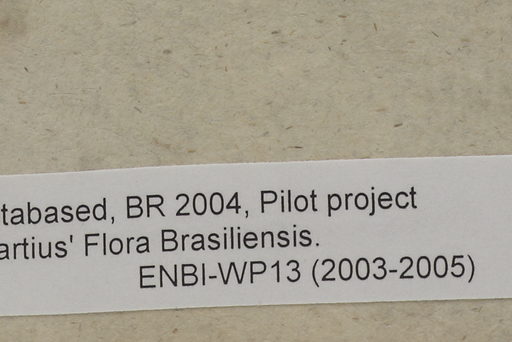 tabased, BR 2004, Pilot project
artius' Flora Brasiliensis.
ENBI-WP13 (2003-2005)